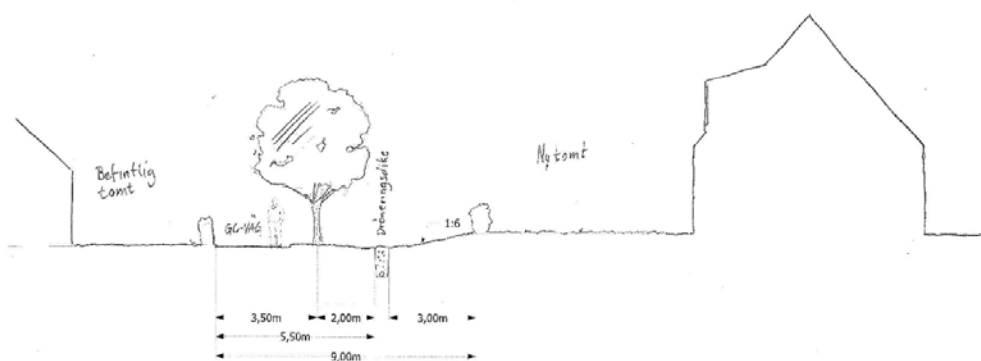 Befintlig
tomt
GC-VÄG
Dräneringsdike
1:6
Ny tomt
3,50m
2,00m
3,00m
5,50m
9,00m